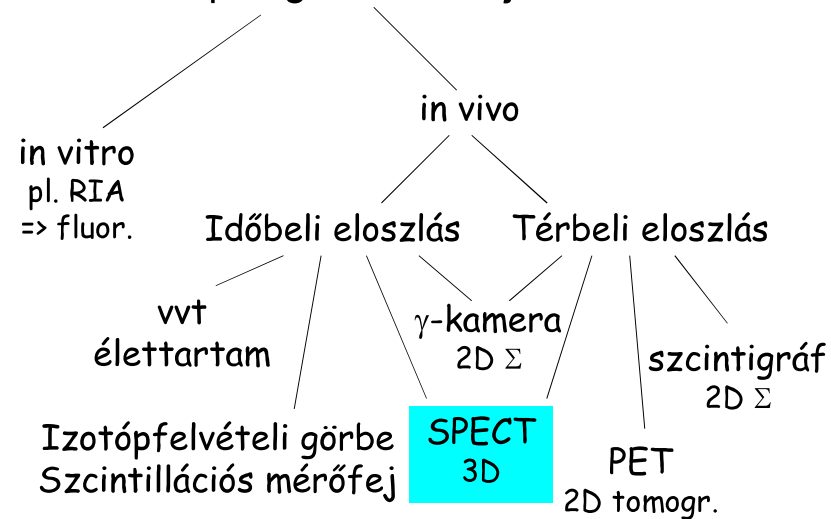 in vivo
in vitro
pl. RIA
=> fluor.
Időbeli eloszlás
Térbeli eloszlás
vvt
élettartam
γ-kamera
2D Σ
szcintigráf
2D Σ
Izotópfelvételi görbe
Szcintillációs mérőfej
SPECT
3D
PET
2D tomogr.